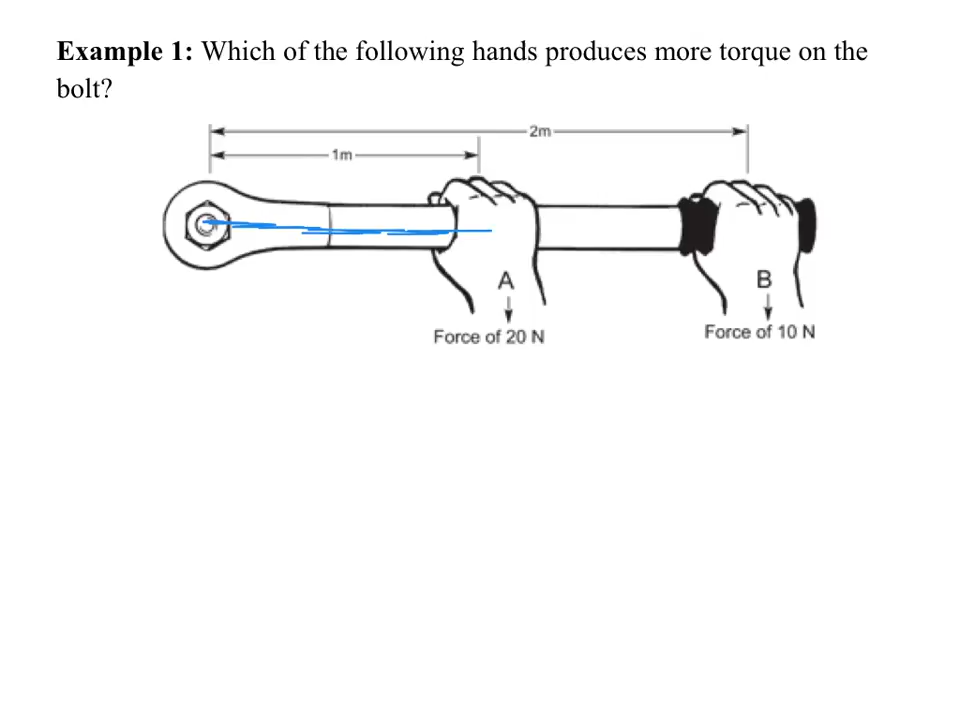 Example 1: Which of the following hands produces more torque on the
bolt?
2m
1m
A
B
Force of 20 N
Force of 10 N